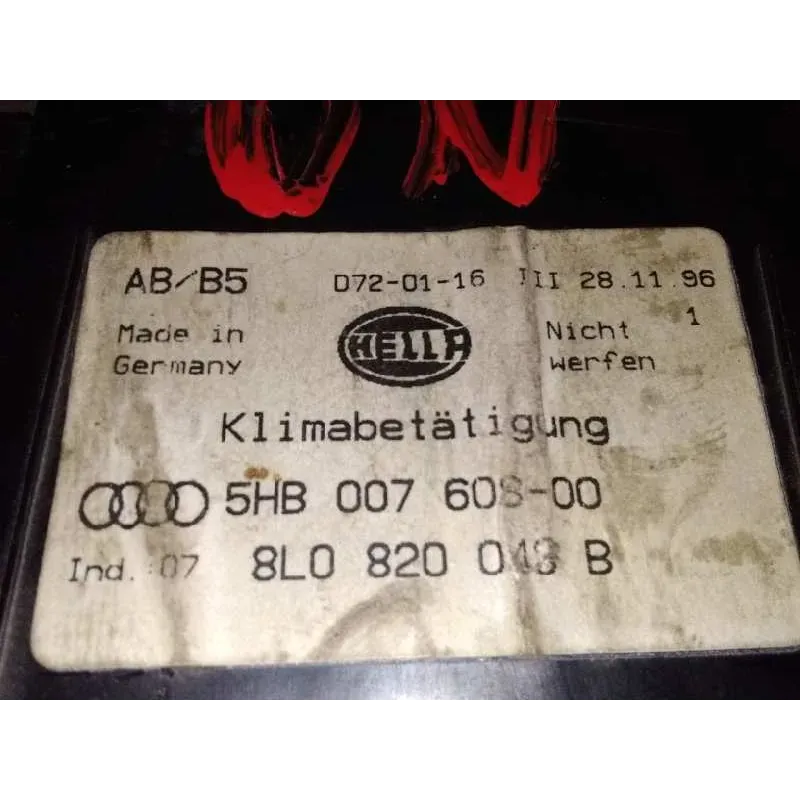 ON
AB/B5 D72-01-16 III 28.11.96
Made in Germany
HELLA
Nicht werfen
1
Klimabetätigung
5HB 007 608-00
Ind.:07 8L0 820 043 B